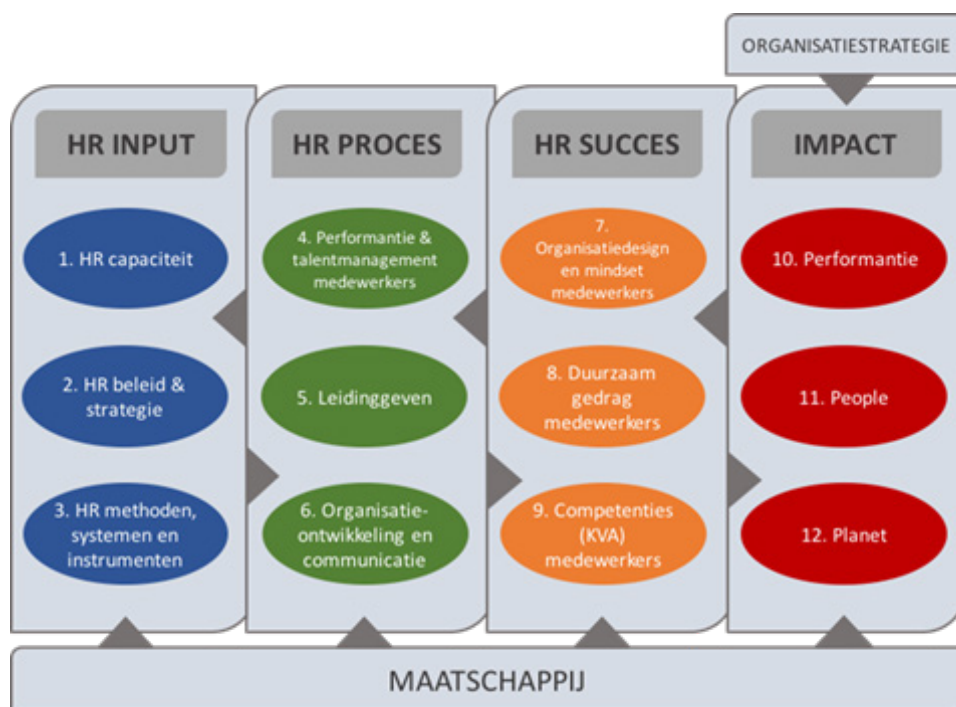 ORGANISATIESTRATEGIE
HR INPUT
1. HR capaciteit
2. HR beleid &
strategie
3. HR methoden,
systemen en
instrumenten
HR PROCES
4. Performantie &
talentmanagement
medewerkers
5. Leidinggeven
6. Organisatie-
ontwikkeling en
communicatie
HR SUCCES
7.
Organisatiedesign
en mindset
medewerkers
8. Duurzaam
gedrag
medewerkers
9. Competenties
(KVA)
medewerkers
IMPACT
10. Performantie
11. People
12. Planet
MAATSCHAPPIJ